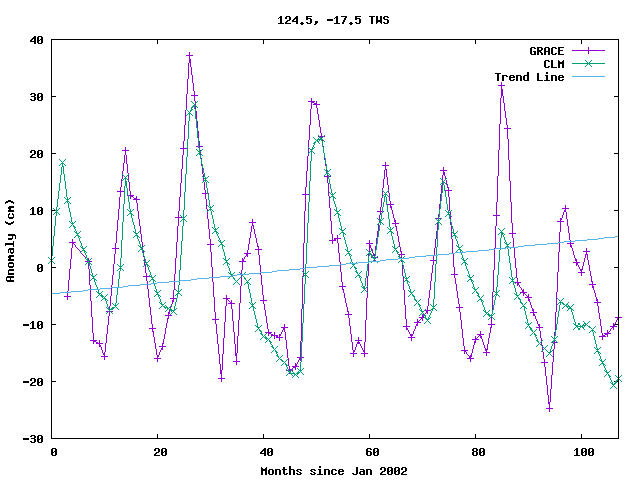 124.5, -17.5 TWS
GRACE
CLM
Trend Line
40
30
20
10
0
-10
-20
-30
Anomaly (cm)
0 20 40 60 80 100
Months since Jan 2002